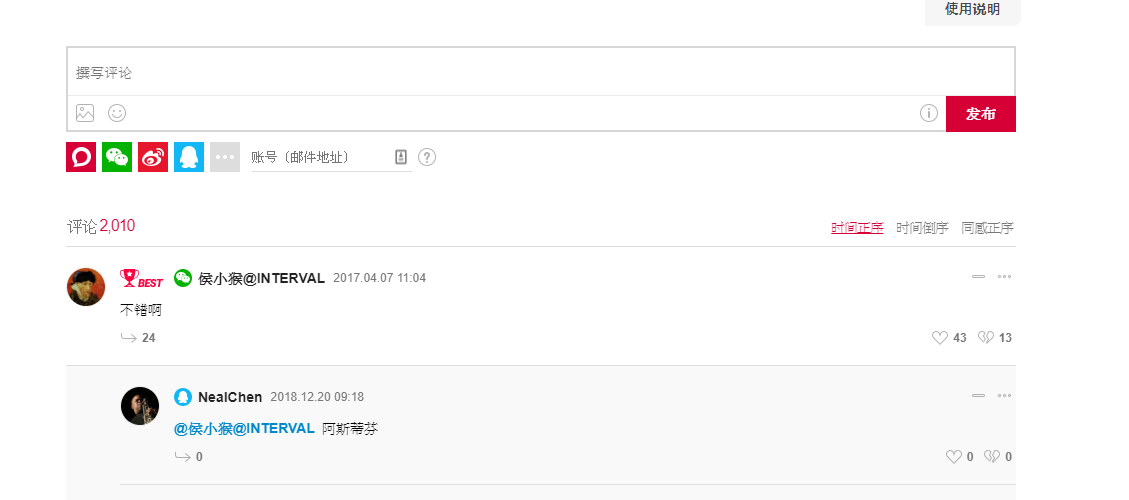 使用说明
撰写评论
发布
账号（邮件地址）
评论2,010
时间正序 时间倒序 同感正序
BEST 侯小猴@INTERVAL 2017.04.07 11:04
不错啊
24 43 13
NealChen 2018.12.20 09:18
@侯小猴@INTERVAL 阿斯蒂芬
0 0 0